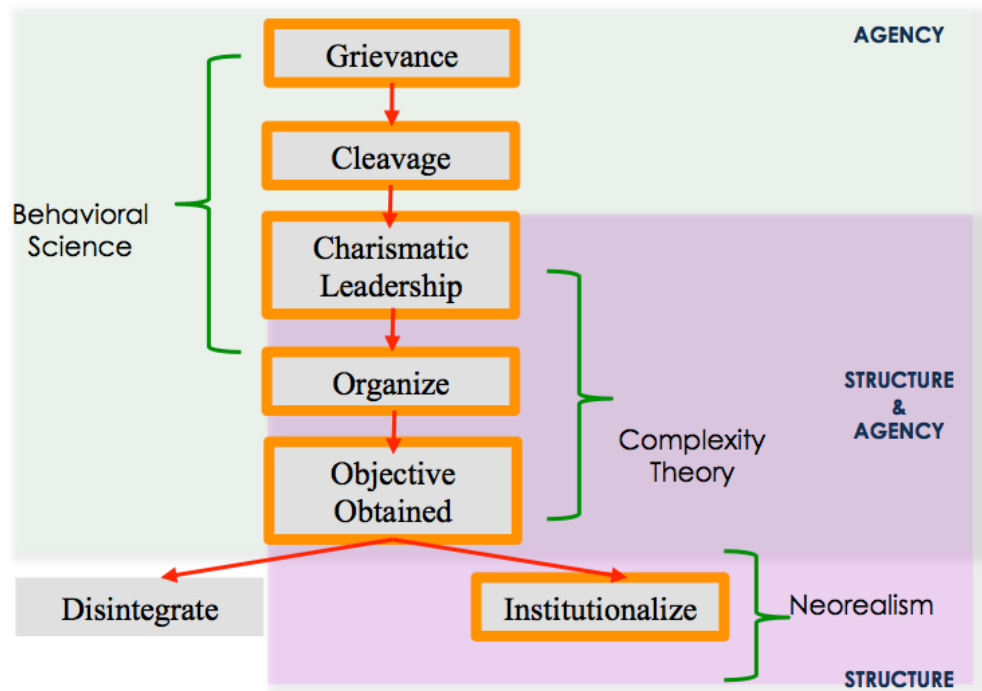 AGENCY
Grievance
Cleavage
Behavioral
Science
Charismatic
Leadership
Organize
STRUCTURE
&
AGENCY
Complexity
Theory
Objective
Obtained
Disintegrate
Institutionalize
Neorealism
STRUCTURE